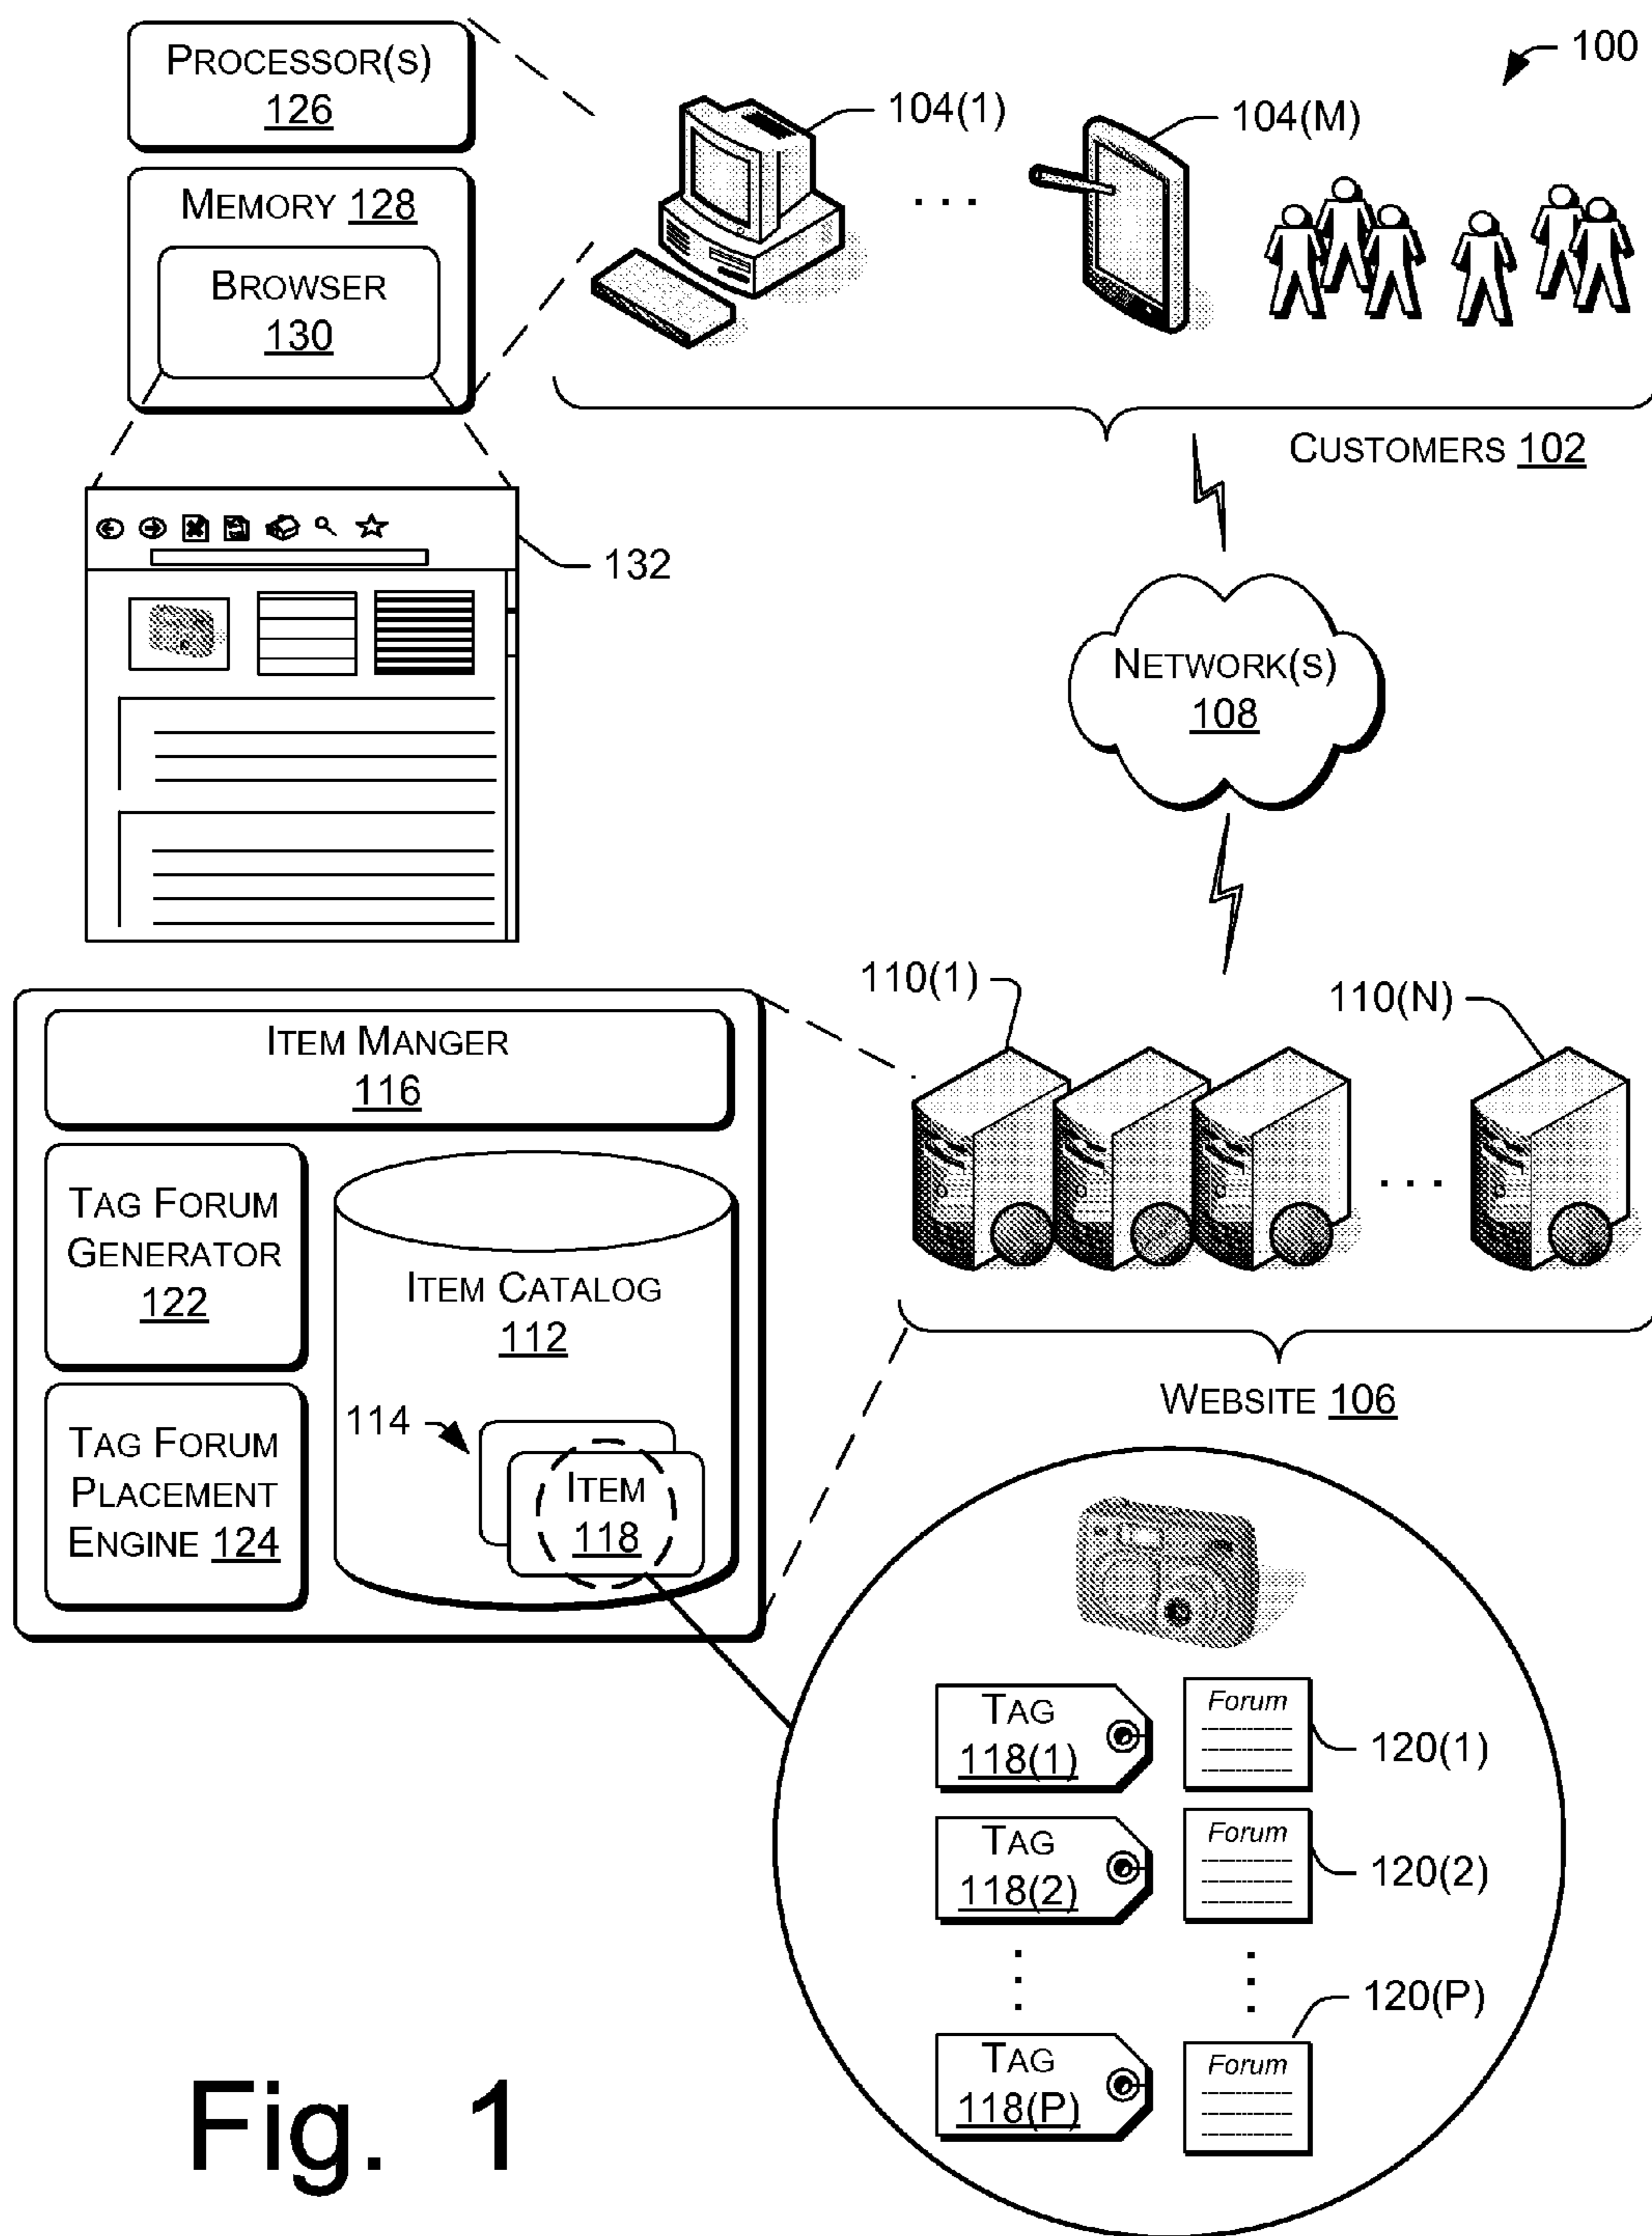 PROCESSOR(S)
126
MEMORY 128
BROWSER
130
104(1)
. . .
104(M)
100
CUSTOMERS 102
132
NETWORK(S)
108
110(1)
110(N)
. . .
WEBSITE 106
ITEM MANGER
116
TAG FORUM
GENERATOR
122
TAG FORUM
PLACEMENT
ENGINE 124
ITEM CATALOG
112
114
ITEM
118
TAG
118(1)
Forum
120(1)
TAG
118(2)
Forum
120(2)
TAG
118(P)
Forum
120(P)
Fig. 1